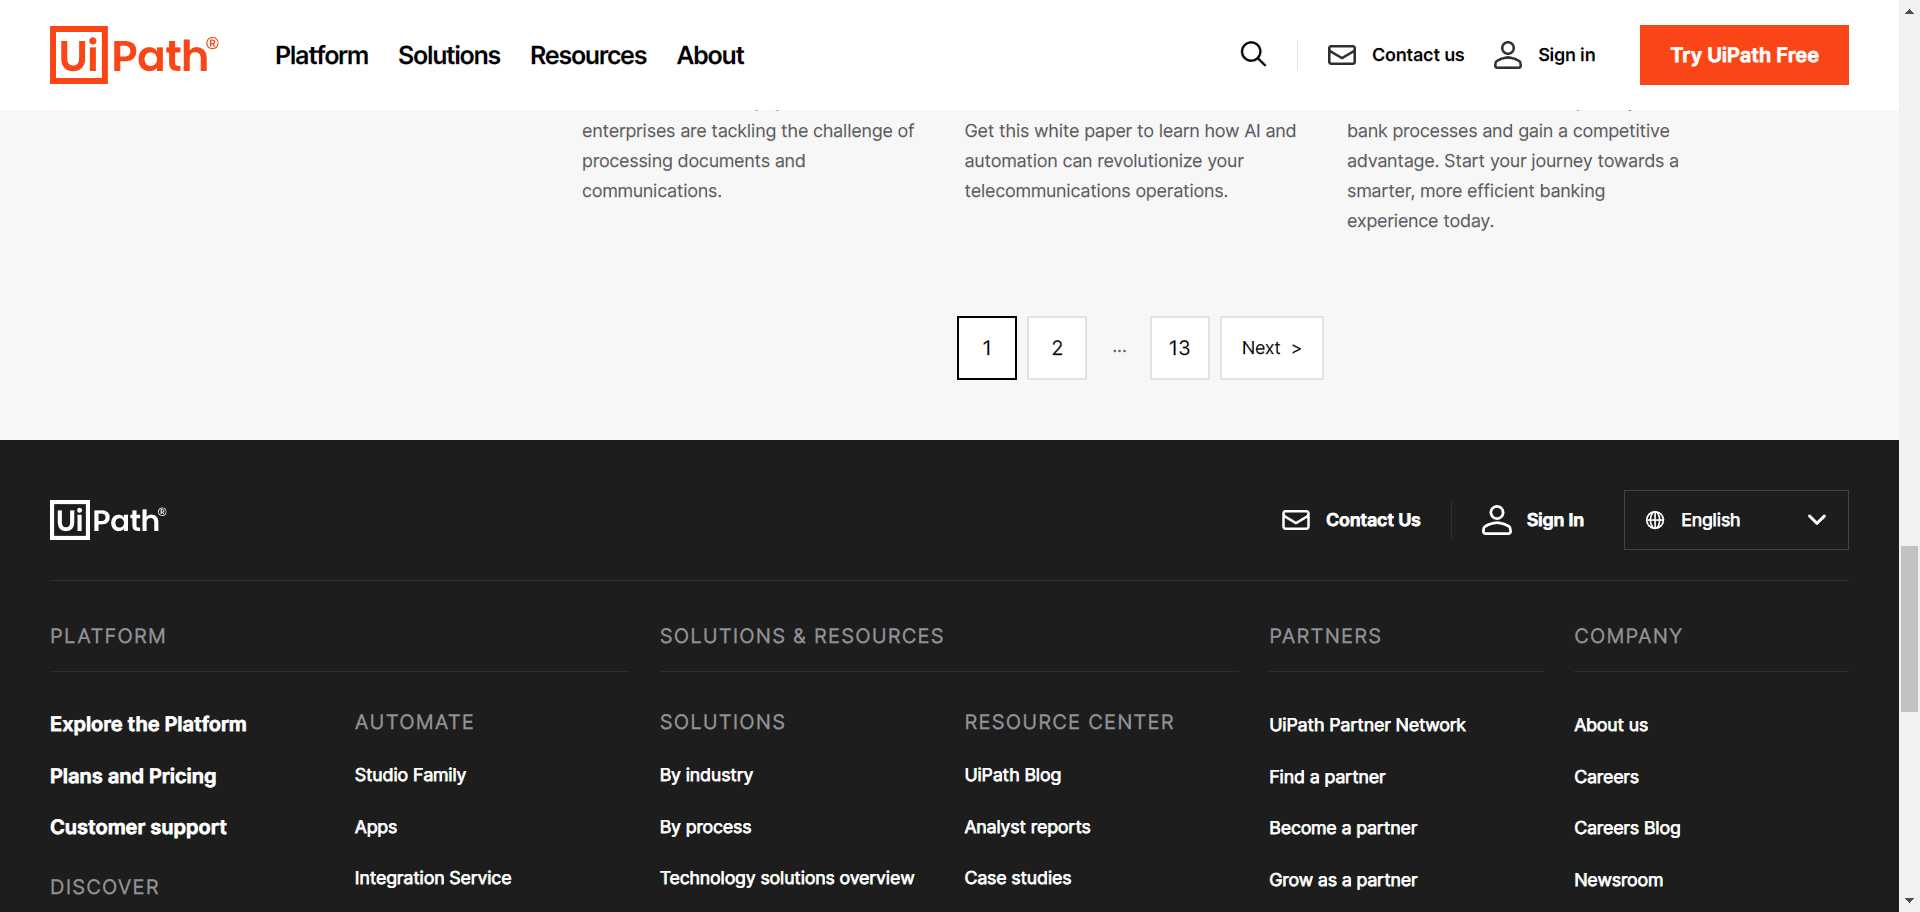 UiPath®
Platform
Solutions
Resources
About
Contact us
Sign in
Try UiPath Free
enterprises are tackling the challenge of
processing documents and
communications.
Get this white paper to learn how AI and
automation can revolutionize your
telecommunications operations.
bank processes and gain a competitive
advantage. Start your journey towards a
smarter, more efficient banking
experience today.
1
2
...
13
Next >
UiPath®
Contact Us
Sign In
English
PLATFORM
Explore the Platform
Plans and Pricing
Customer support
DISCOVER
AUTOMATE
Studio Family
Apps
Integration Service
SOLUTIONS & RESOURCES
SOLUTIONS
By industry
By process
Technology solutions overview
RESOURCE CENTER
UiPath Blog
Analyst reports
Case studies
PARTNERS
UiPath Partner Network
Find a partner
Become a partner
Grow as a partner
COMPANY
About us
Careers
Careers Blog
Newsroom